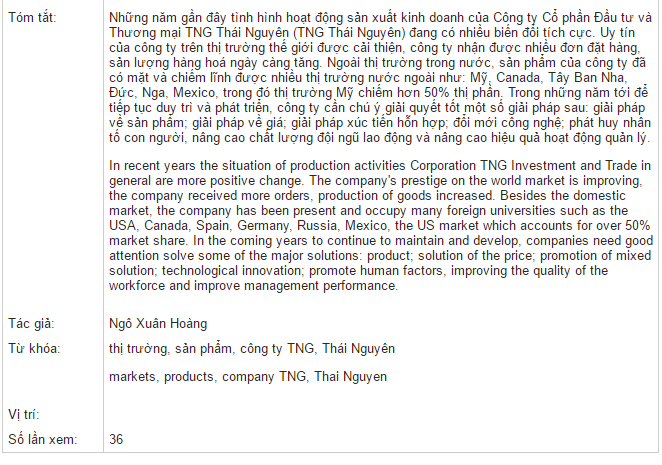 Tóm tắt: Những năm gần đây tình hình hoạt động sản xuất kinh doanh của Công ty Cổ phần Đầu tư và
Thương mại TNG Thái Nguyên (TNG Thái Nguyên) đang có nhiều biến đổi tích cực. Uy tín
của công ty trên thị trường thế giới được cải thiện, công ty nhận được nhiều đơn đặt hàng,
sản lượng hàng hoá ngày càng tăng. Ngoài thị trường trong nước, sản phẩm của công ty đã
có mặt và chiếm lĩnh được nhiều thị trường nước ngoài như: Mỹ, Canada, Tây Ban Nha,
Đức, Nga, Mexico, trong đó thị trường Mỹ chiếm hơn 50% thị phần. Trong những năm tới để
tiếp tục duy trì và phát triển, công ty cần chú ý giải quyết tốt một số giải pháp sau: giải pháp
về sản phẩm; giải pháp về giá; giải pháp xúc tiến hỗn hợp; đổi mới công nghệ; phát huy nhân
tố con người, nâng cao chất lượng đội ngũ lao động và nâng cao hiệu quả hoạt động quản lý.
In recent years the situation of production activities Corporation TNG Investment and Trade in
general are more positive change. The company's prestige on the world market is improving,
the company received more orders, production of goods increased. Besides the domestic
market, the company has been present and occupy many foreign universities such as the
USA, Canada, Spain, Germany, Russia, Mexico, the US market which accounts for over 50%
market share. In the coming years to continue to maintain and develop, companies need good
attention solve some of the major solutions: product; solution of the price; promotion of mixed
solution; technological innovation; promote human factors, improving the quality of the
workforce and improve management performance.
Tác giả: Ngô Xuân Hoàng
Từ khóa: thị trường, sản phẩm, công ty TNG, Thái Nguyên
markets, products, company TNG, Thai Nguyen
Vị trí:
Số lần xem: 36